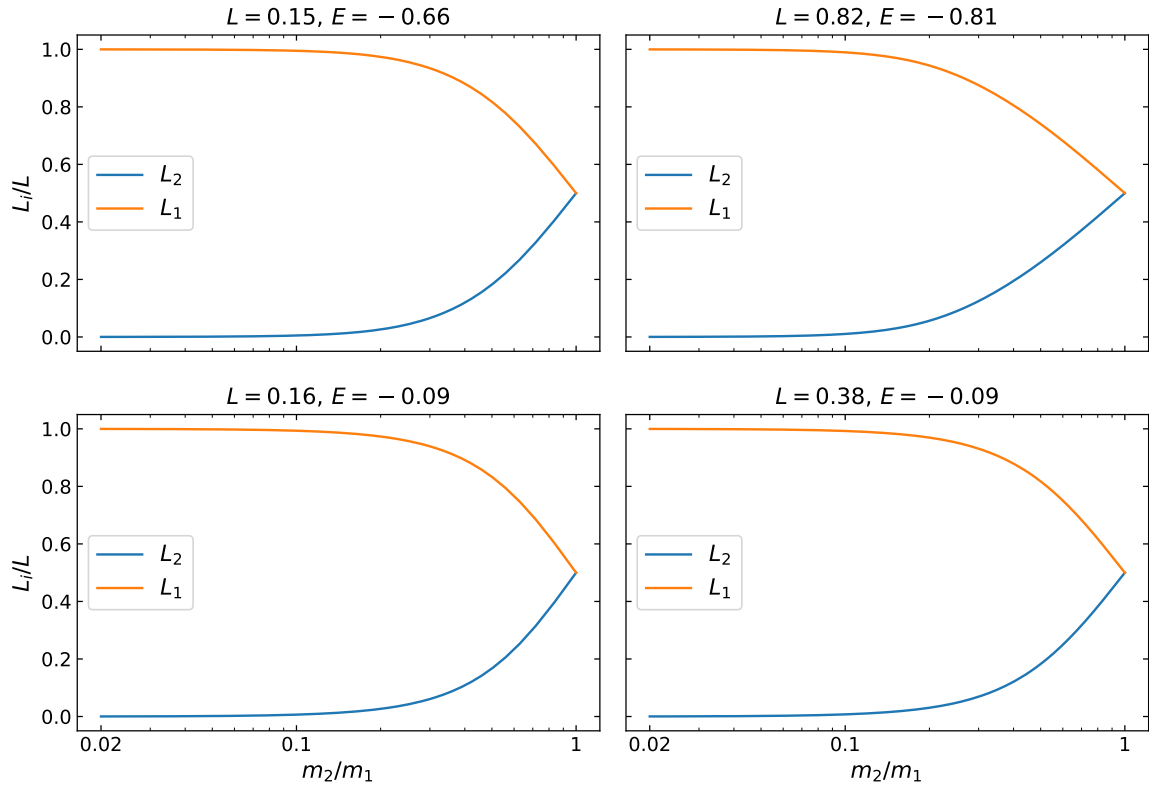 L = 0.15, E = −0.66
1.0
0.8
0.6
0.4
0.2
0.0
L_i/L
L_2
L_1
L = 0.82, E = −0.81
L_2
L_1
L = 0.16, E = −0.09
1.0
0.8
0.6
0.4
0.2
0.0
L_i/L
L_2
L_1
0.02 0.1 1
m_2/m_1
L = 0.38, E = −0.09
L_2
L_1
0.02 0.1 1
m_2/m_1